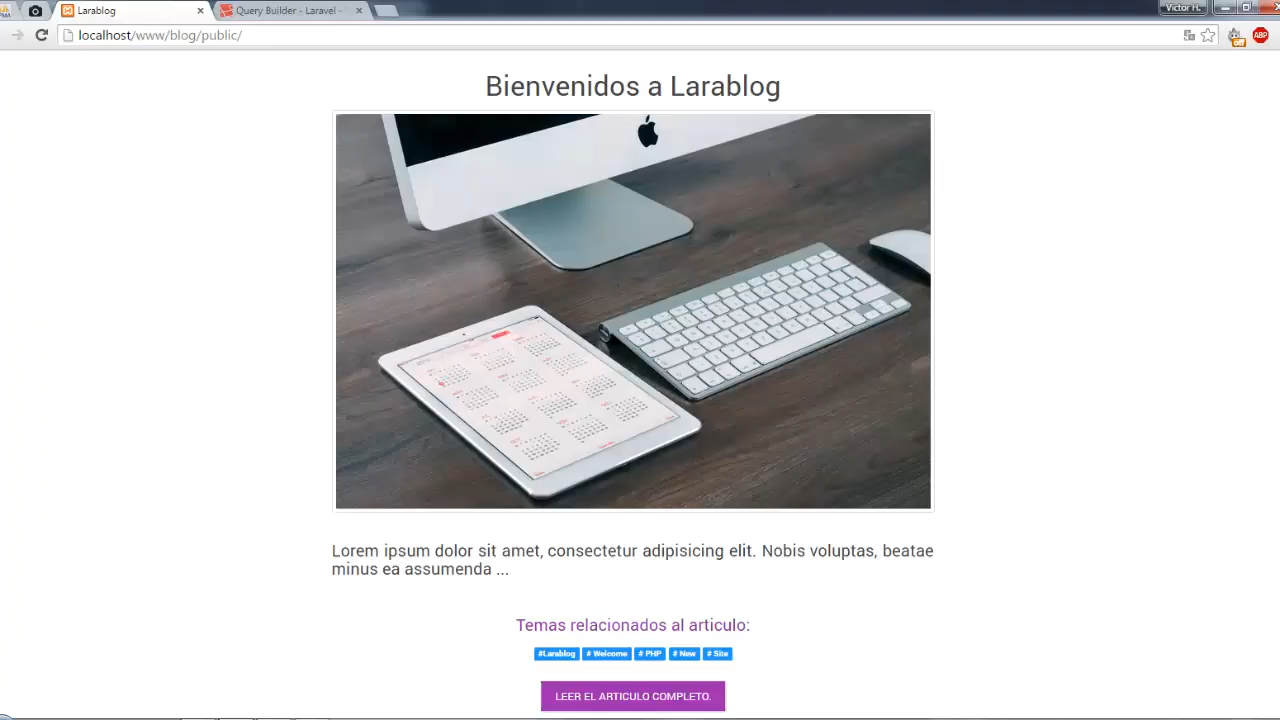 Larablog
Query Builder - Laravel -
Victor H.
localhost/www/blog/public/
off
ABP
Bienvenidos a Larablog
Lorem ipsum dolor sit amet, consectetur adipisicing elit. Nobis voluptas, beatae
minus ea assumenda ...
Temas relacionados al articulo:
#Larablog # Welcome # PHP # New # Site
LEER EL ARTICULO COMPLETO.